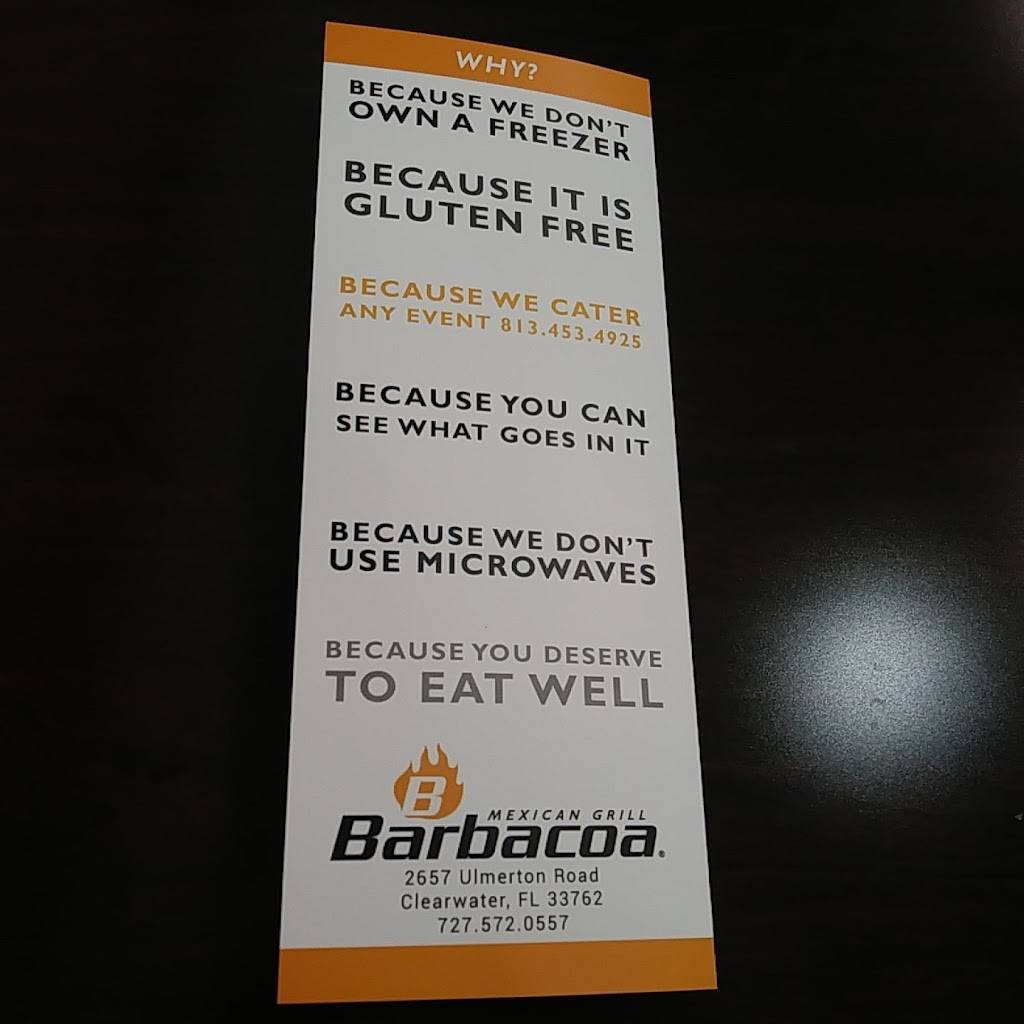 WHY?
BECAUSE WE DON'T
OWN A FREEZER
BECAUSE IT IS
GLUTEN FREE
BECAUSE WE CATER
ANY EVENT 813.453.4925
BECAUSE YOU CAN
SEE WHAT GOES IN IT
BECAUSE WE DON'T
USE MICROWAVES
BECAUSE YOU DESERVE
TO EAT WELL
B
MEXICAN GRILL
Barbacoa®
2657 Ulmerton Road
Clearwater, FL 33762
727.572.0557